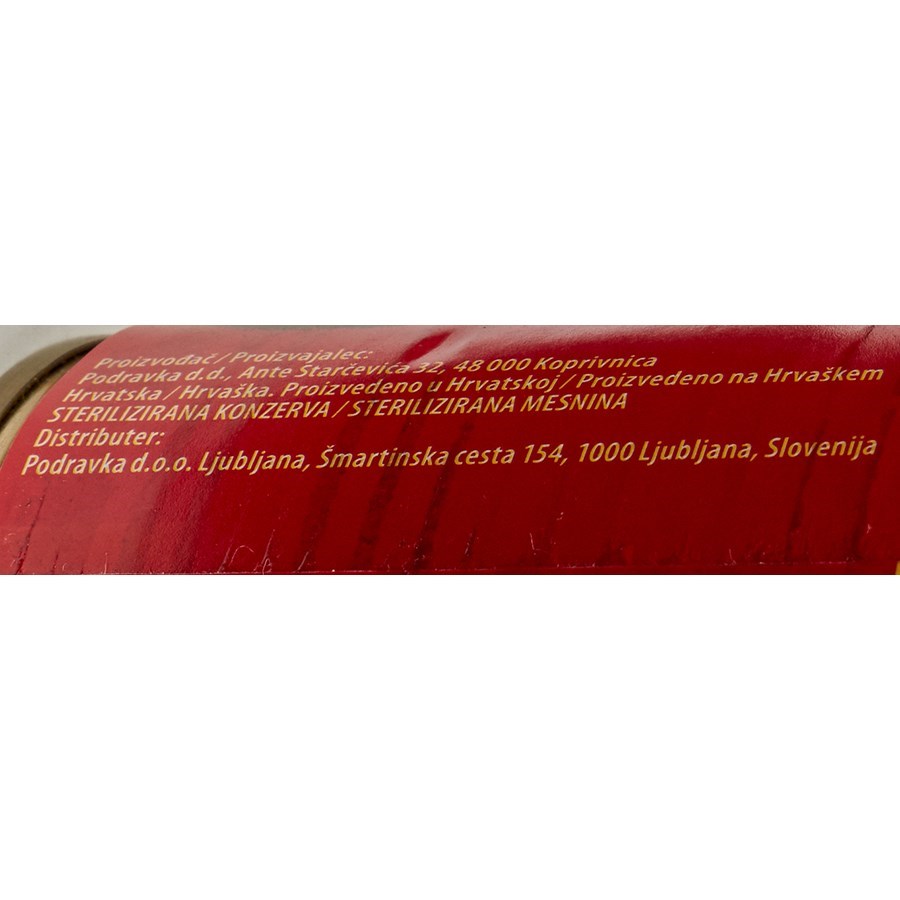 Proizvođač / Proizvajalec:
Podravka d.d., Ante Starčevića 32, 48 000 Koprivnica
Hrvatska / Hrvaška. Proizvedeno u Hrvatskoj / Proizvedeno na Hrvaškem
STERILIZIRANA KONZERVA / STERILIZIRANA MESNINA
Distributer:
Podravka d.o.o. Ljubljana, Šmartinska cesta 154, 1000 Ljubljana, Slovenija